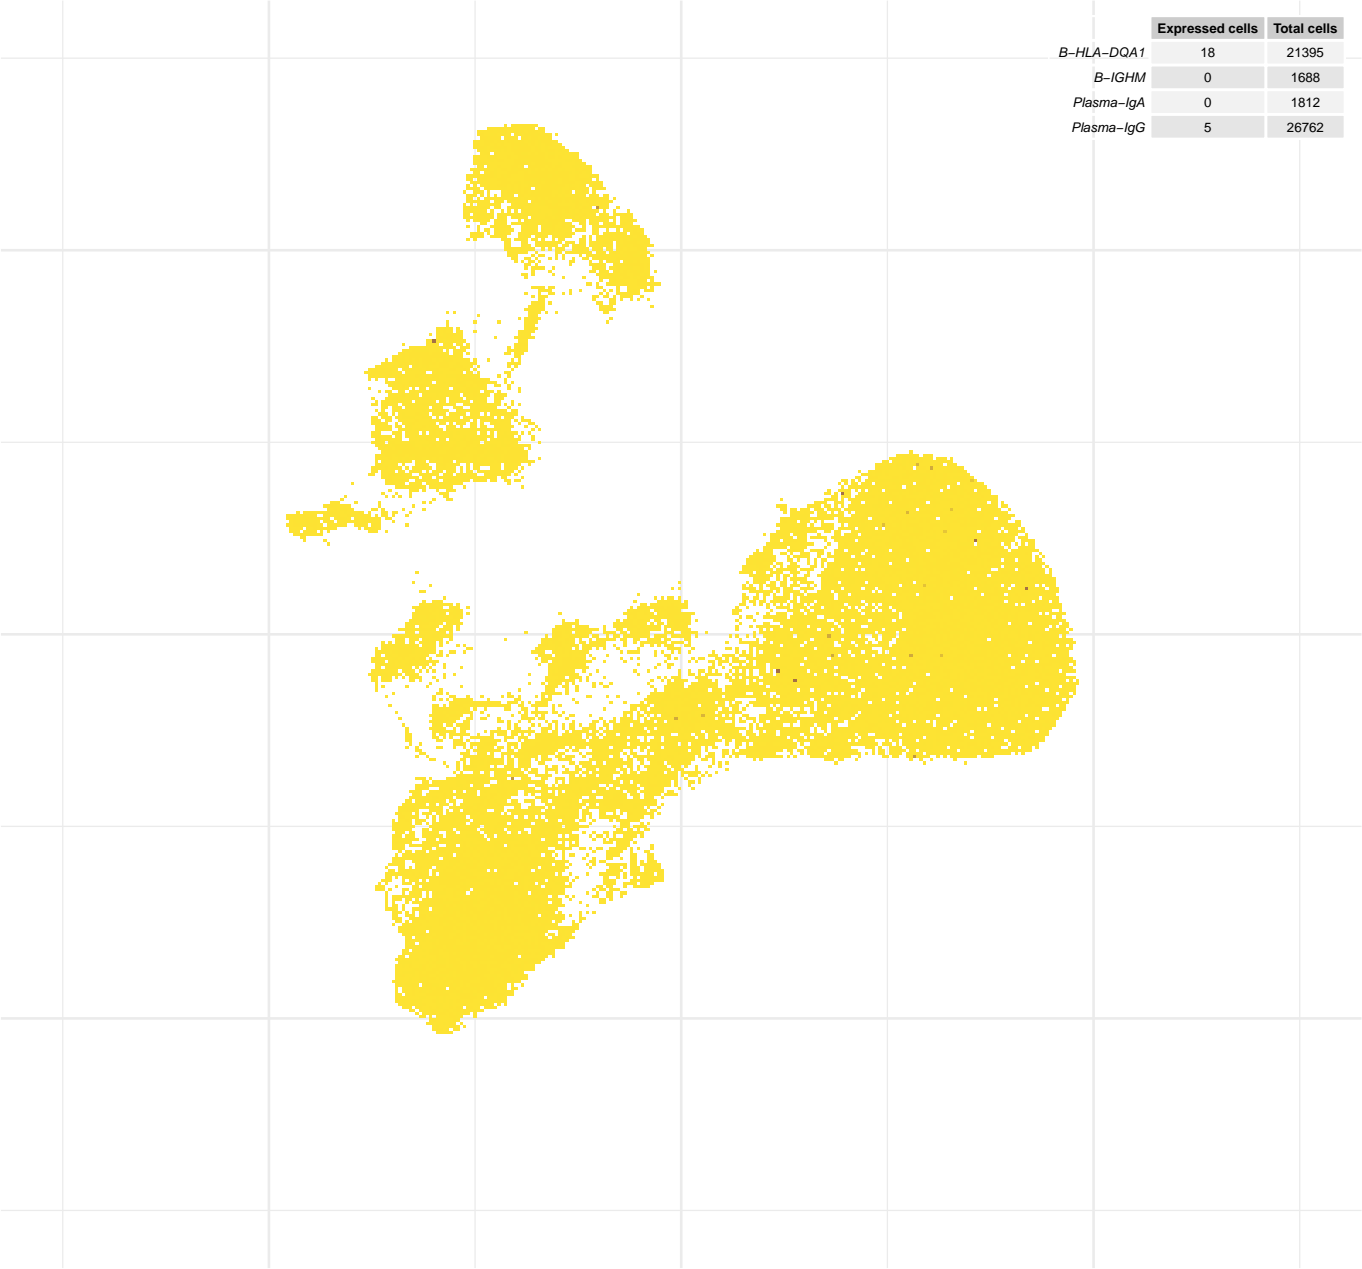 Expressed cells Total cells
B−HLA−DQA1 18 21395
B−IGHM 0 1688
Plasma−IgA 0 1812
Plasma−IgG 5 26762